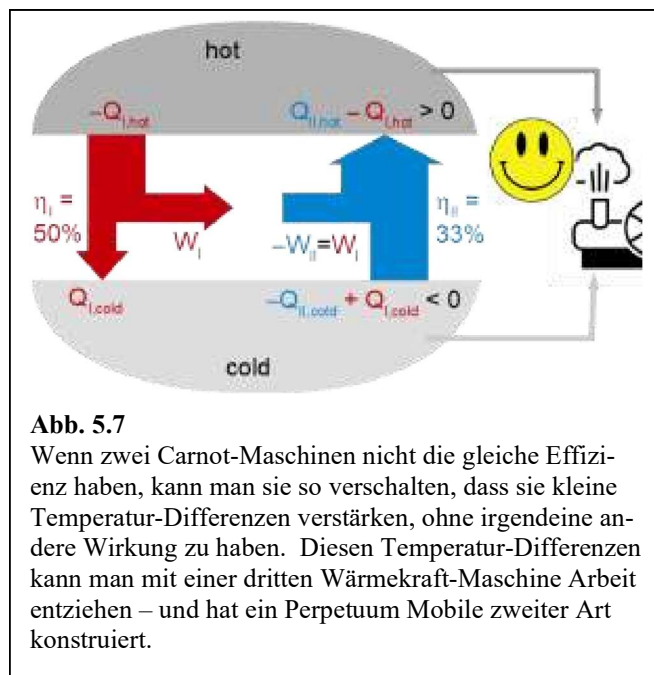 hot
−Q_I,hot
Q_II,hot − Q_I,hot > 0
η_I =
50%
W_I
−W_II=W_I
η_II =
33%
Q_I,cold
−Q_II,cold + Q_I,cold < 0
cold
Abb. 5.7
Wenn zwei Carnot-Maschinen nicht die gleiche Effizi-
enz haben, kann man sie so verschalten, dass sie kleine
Temperatur-Differenzen verstärken, ohne irgendeine an-
dere Wirkung zu haben.  Diesen Temperatur-Differenzen
kann man mit einer dritten Wärmekraft-Maschine Arbeit
entziehen – und hat ein Perpetuum Mobile zweiter Art
konstruiert.